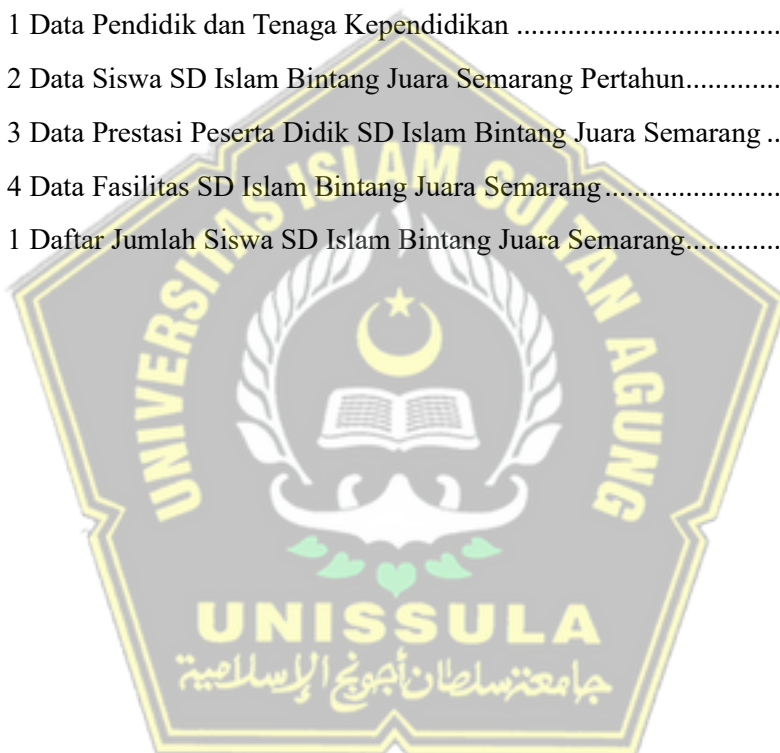 1 Data Pendidik dan Tenaga Kependidikan ....................................
2 Data Siswa SD Islam Bintang Juara Semarang Pertahun.............
3 Data Prestasi Peserta Didik SD Islam Bintang Juara Semarang ..
4 Data Fasilitas SD Islam Bintang Juara Semarang........................
1 Daftar Jumlah Siswa SD Islam Bintang Juara Semarang.............
UNIVERSITAS ISLAM SULTAN AGUNG
UNISSULA
جامعة سلطان أجونج الإسلامية